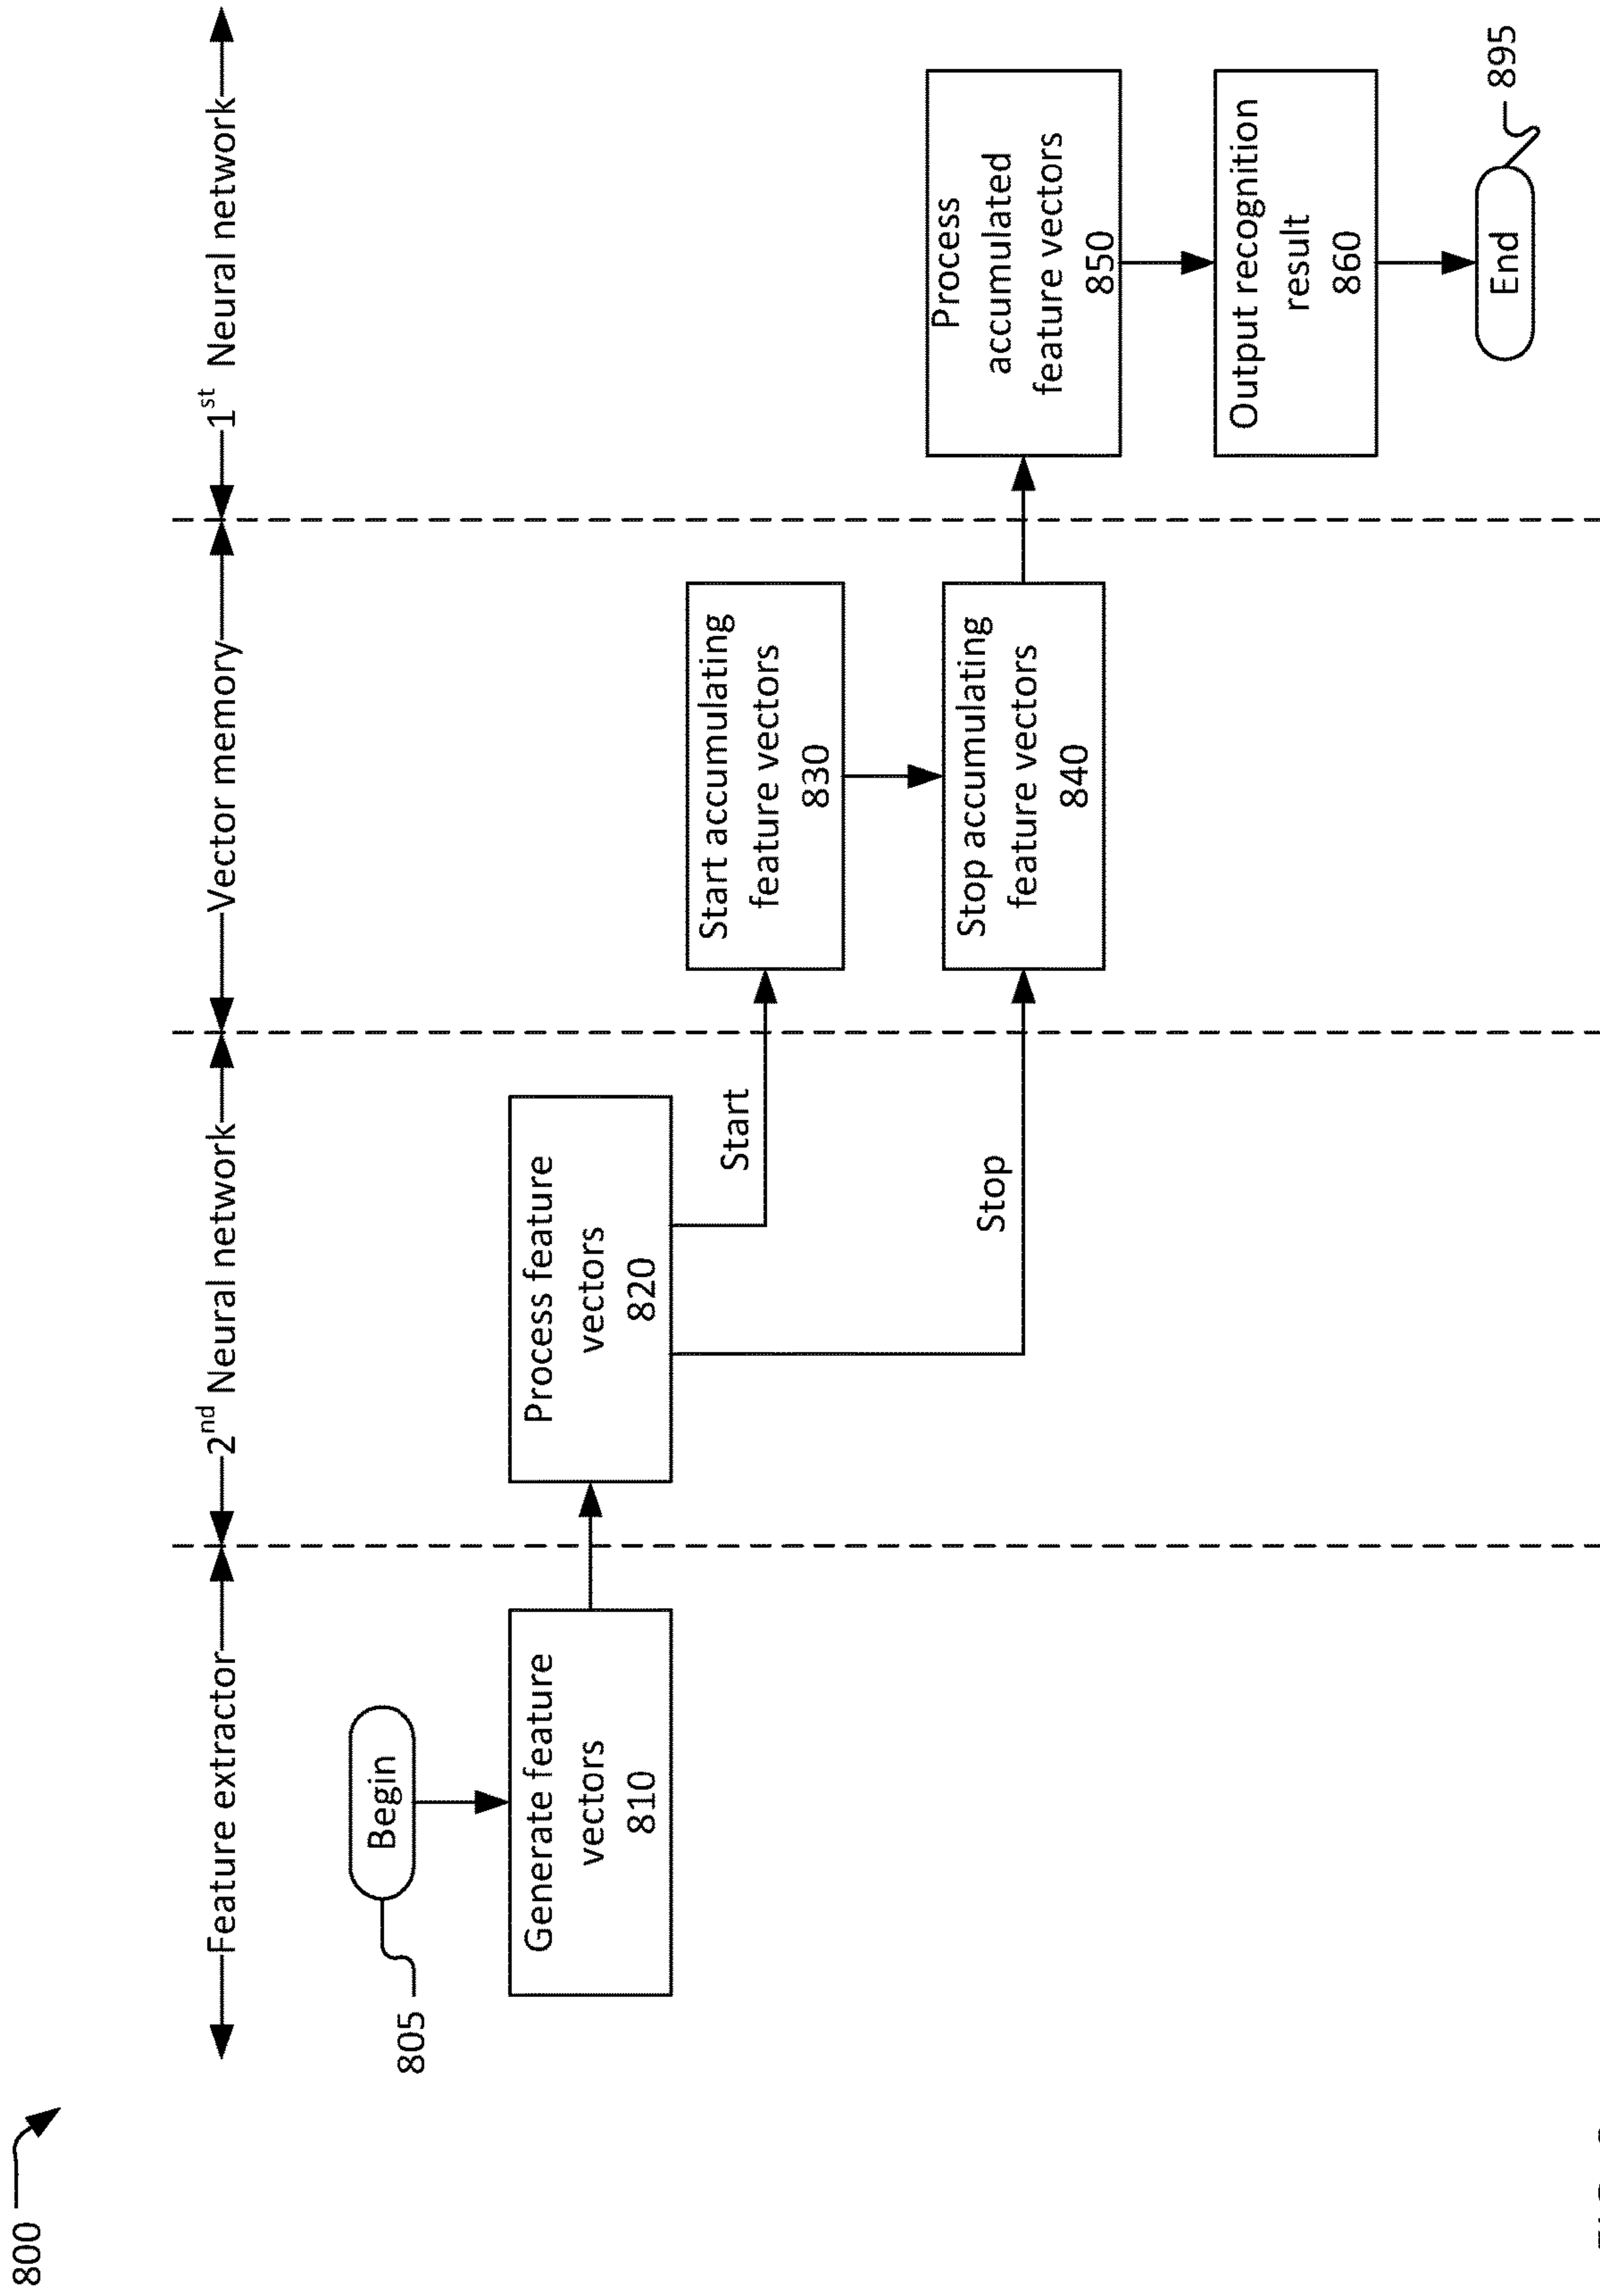 800
Feature extractor
2nd Neural network
Vector memory
1st Neural network
Begin
805
Generate feature
vectors
810
Process feature
vectors
820
Start
Stop
Start accumulating
feature vectors
830
Stop accumulating
feature vectors
840
Process
accumulated
feature vectors
850
Output recognition
result
860
End
895